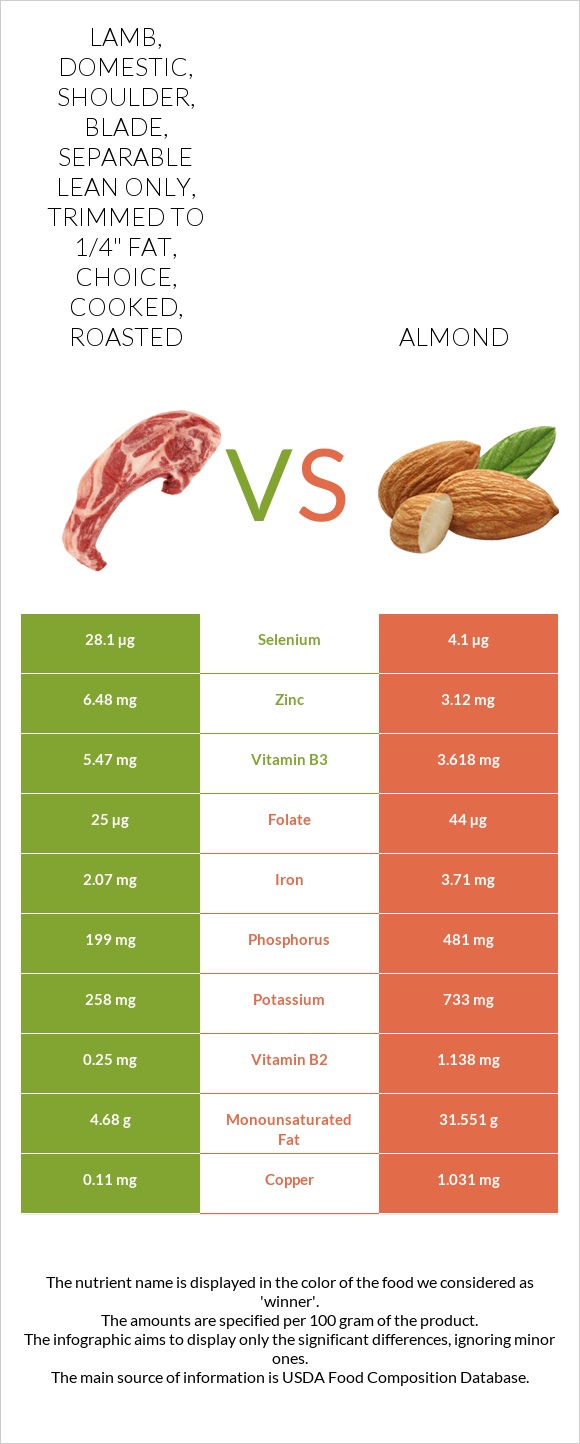 LAMB,
DOMESTIC,
SHOULDER,
BLADE,
SEPARABLE
LEAN ONLY,
TRIMMED TO
1/4" FAT,
CHOICE,
COOKED,
ROASTED
ALMOND
VS
28.1 µg Selenium 4.1 µg
6.48 mg Zinc 3.12 mg
5.47 mg Vitamin B3 3.618 mg
25 µg Folate 44 µg
2.07 mg Iron 3.71 mg
199 mg Phosphorus 481 mg
258 mg Potassium 733 mg
0.25 mg Vitamin B2 1.138 mg
4.68 g Monounsaturated 31.551 g
Fat
0.11 mg Copper 1.031 mg
The nutrient name is displayed in the color of the food we considered as
'winner'.
The amounts are specified per 100 gram of the product.
The infographic aims to display only the significant differences, ignoring minor
ones.
The main source of information is USDA Food Composition Database.